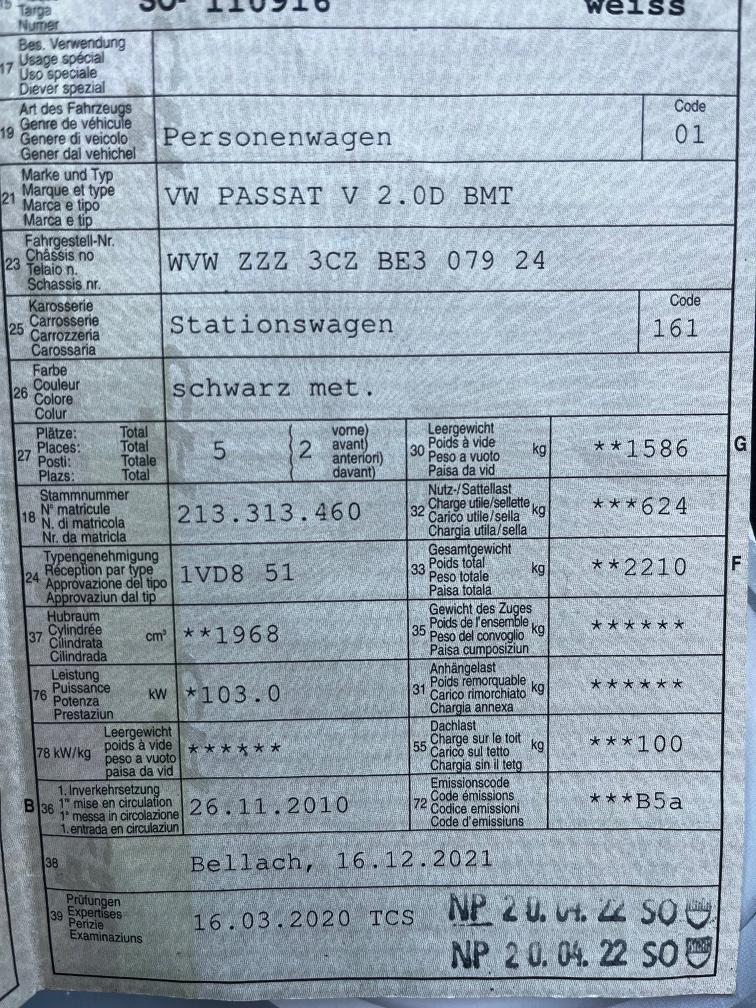 15 Targa
Numer
SO- 110916
weiss
17 Bes. Verwendung
Usage spécial
Uso speciale
Diever spezial
19 Art des Fahrzeugs
Genre de véhicule
Genere di veicolo
Gener dal vehichel
Personenwagen
Code
01
21 Marke und Typ
Marque et type
Marca e tipo
Marca e tip
VW PASSAT V 2.0D BMT
23 Fahrgestell-Nr.
Châssis no
Telaio n.
Schassis nr.
WVW ZZZ 3CZ BE3 079 24
25 Karosserie
Carrosserie
Carrozzeria
Carossaria
Stationswagen
Code
161
26 Farbe
Couleur
Colore
Colur
schwarz met.
27 Plätze: Total
Places: Total
Posti: Totale
Plazs: Total
5 (2 vorne)
avant)
anteriori)
davant)
30 Leergewicht
Poids à vide
Peso a vuoto
Paisa da vid
kg
**1586
G
18 Stammnummer
N° matricule
N. di matricola
Nr. da matricla
213.313.460
32 Nutz-/Sattellast
Charge utile/sellette
Carico utile/sella
Chargia utila/sella
kg
***624
24 Typengenehmigung
Réception par type
Approvazione del tipo
Approvaziun dal tip
1VD8 51
33 Gesamtgewicht
Poids total
Peso totale
Paisa totala
kg
**2210
F
37 Hubraum
Cylindrée
Cilindrata
Cilindrada
cm³
**1968
35 Gewicht des Zuges
Poids de l'ensemble
Peso del convoglio
Paisa cumposiziun
kg
******
76 Leistung
Puissance
Potenza
Prestaziun
kW
*103.0
31 Anhängelast
Poids remorquable
Carico rimorchiato
Chargia annexa
kg
******
78 kW/kg
Leergewicht
poids à vide
peso a vuoto
paisa da vid
******
55 Dachlast
Charge sur le toit
Carico sul tetto
Chargia sin il tetg
kg
***100
B
36 1. Inverkehrsetzung
1re mise en circulation
1a messa in circolazione
1. entrada en circulaziun
26.11.2010
72 Emissionscode
Code émissions
Codice emissioni
Code d'emissiuns
***B5a
38
Bellach, 16.12.2021
39 Prüfungen
Expertises
Perizie
Examinaziuns
16.03.2020 TCS
NP 20.04.22 SO
NP 20.04.22 SO